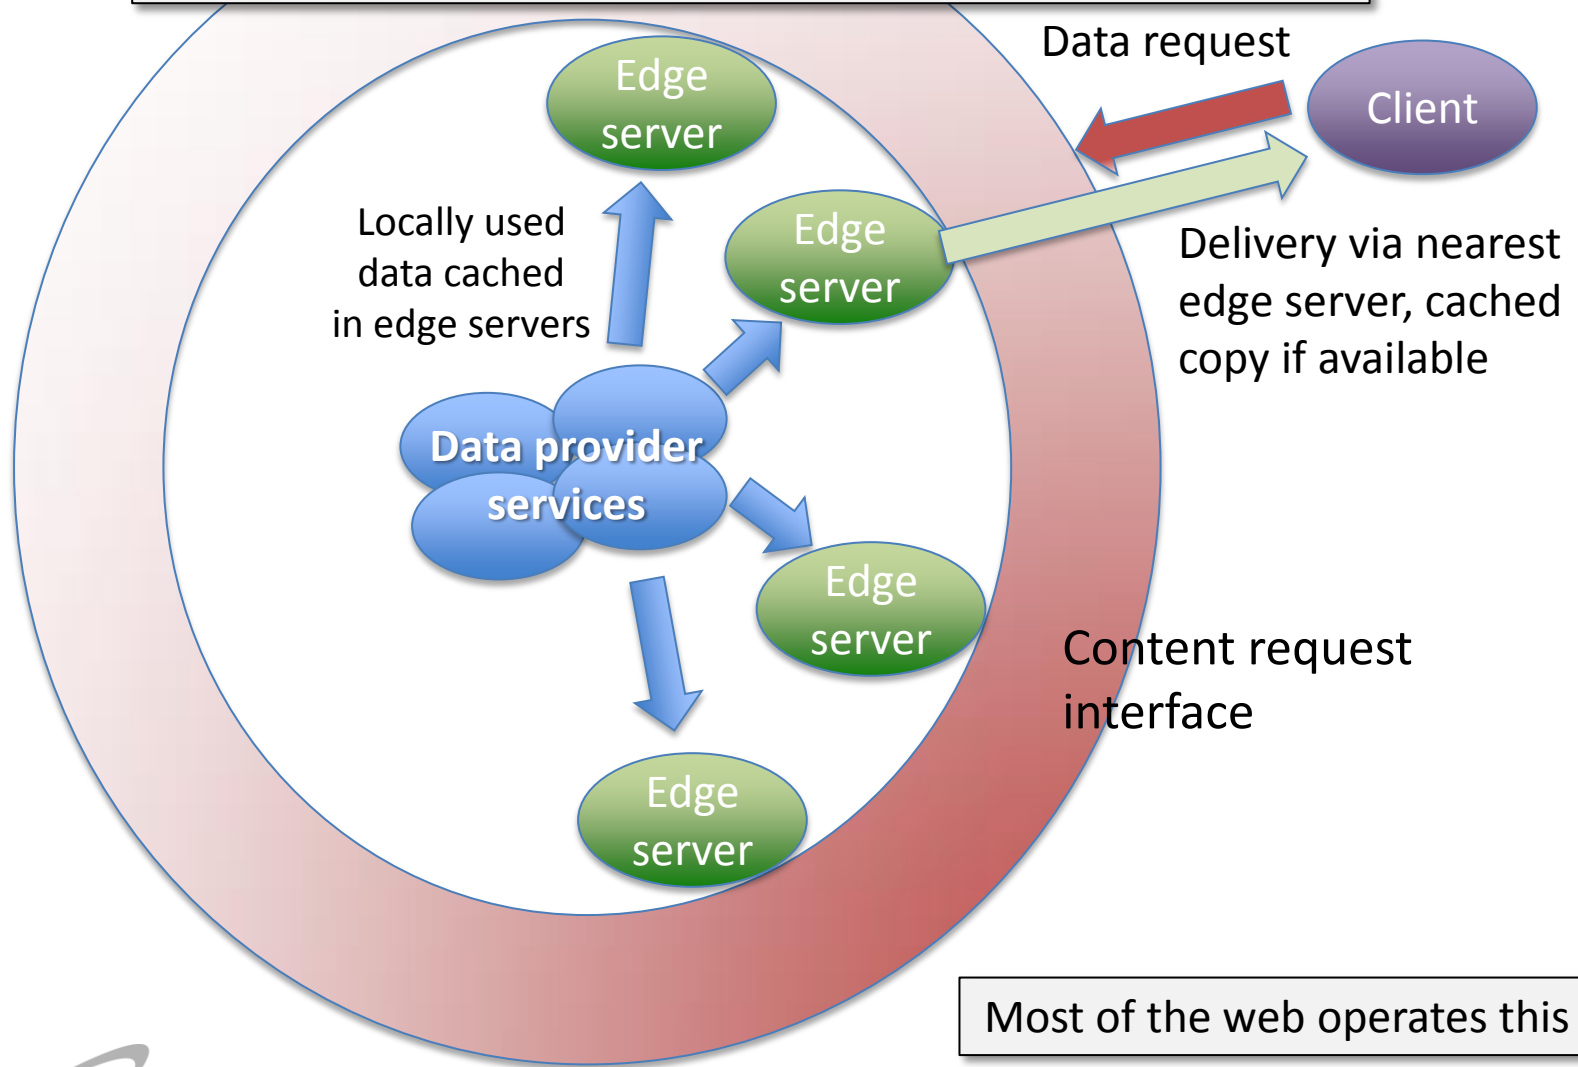 Data request
Client
Edge
server
Locally used
data cached
in edge servers
Edge
server
Delivery via nearest
edge server, cached
copy if available
Data provider
services
Edge
server
Content request
interface
Edge
server
Most of the web operates this